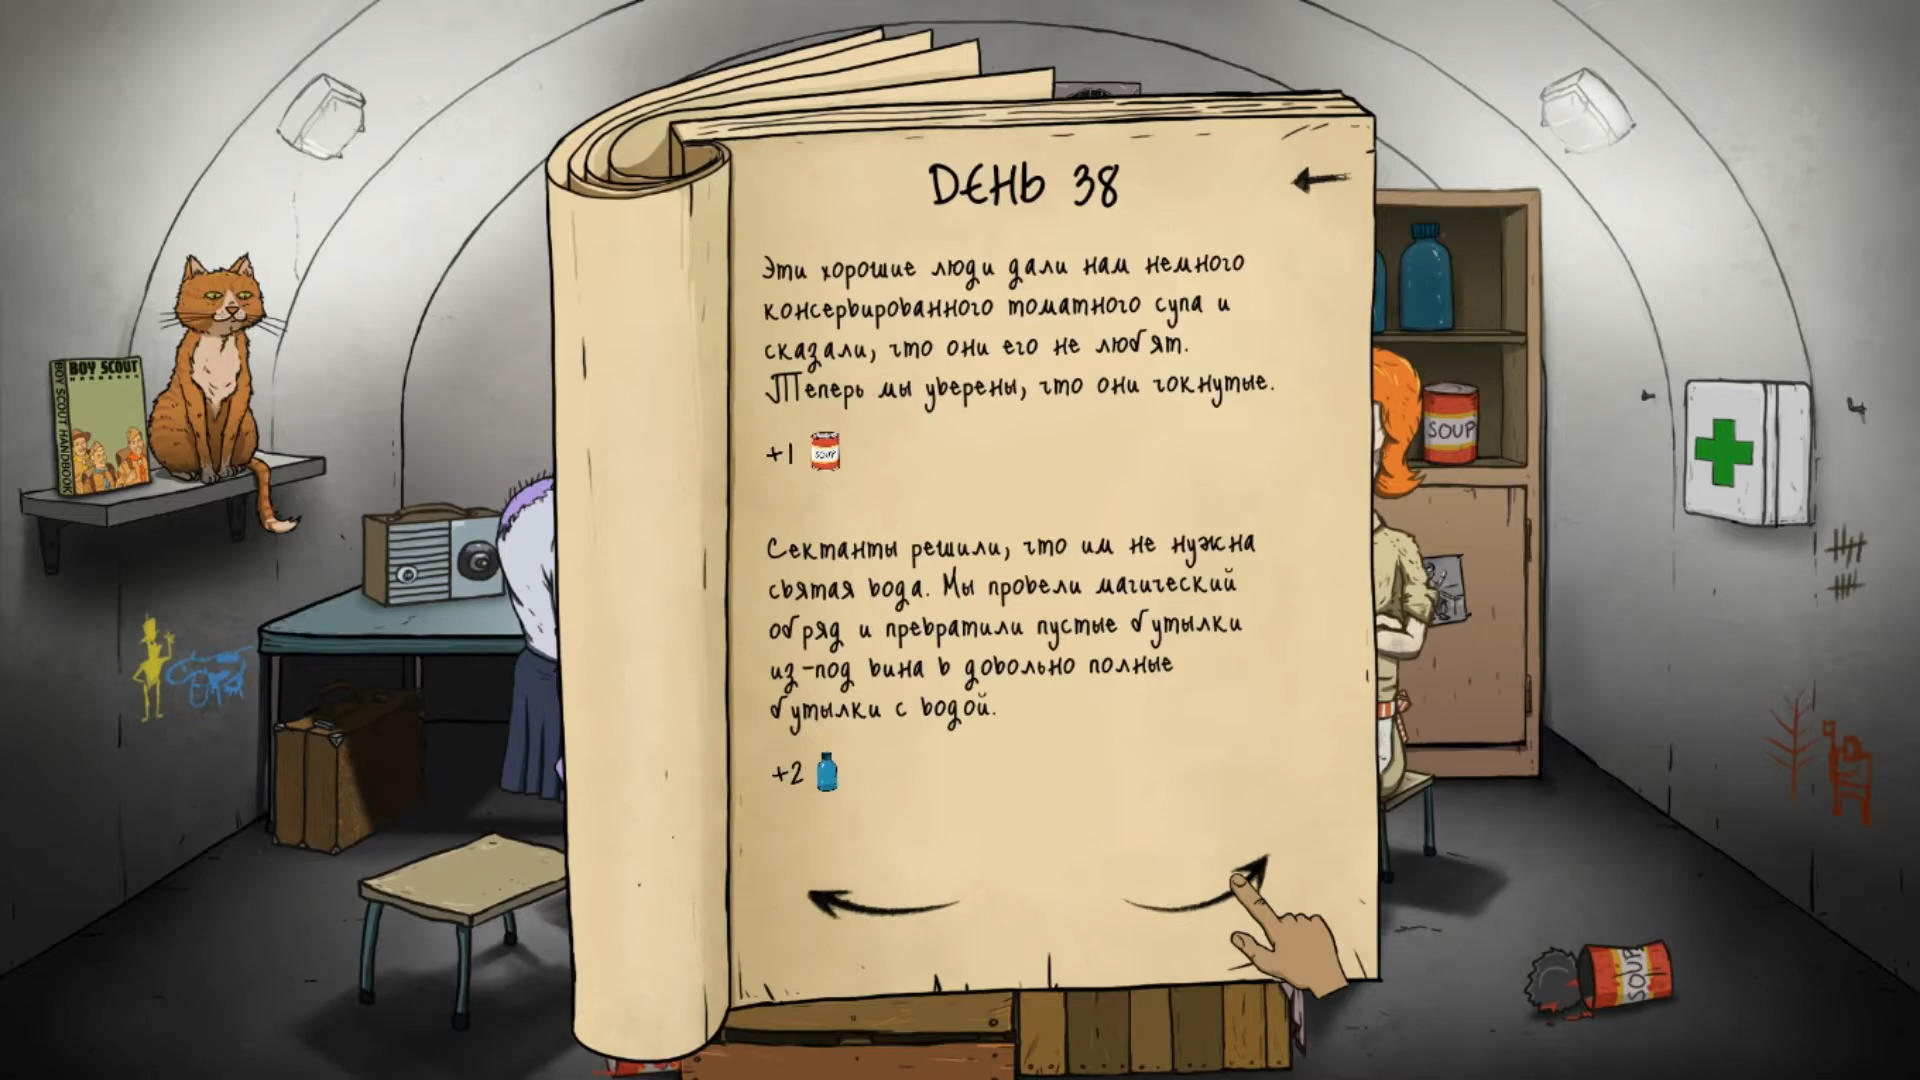 ДЕНЬ 38
Эти хорошие люди дали нам немного
консервированного томатного супа и
сказали, что они его не любят.
Теперь мы уверены, что они чокнутые.
+1
SOUP
Сектанты решили, что им не нужна
святая вода. Мы провели магический
обряд и превратили пустые бутылки
из-под вина в довольно полные
бутылки с водой.
+2
BOY SCOUT
HANDBOOK
BOY SCOUT HANDBOOK
SOUP
SOUP